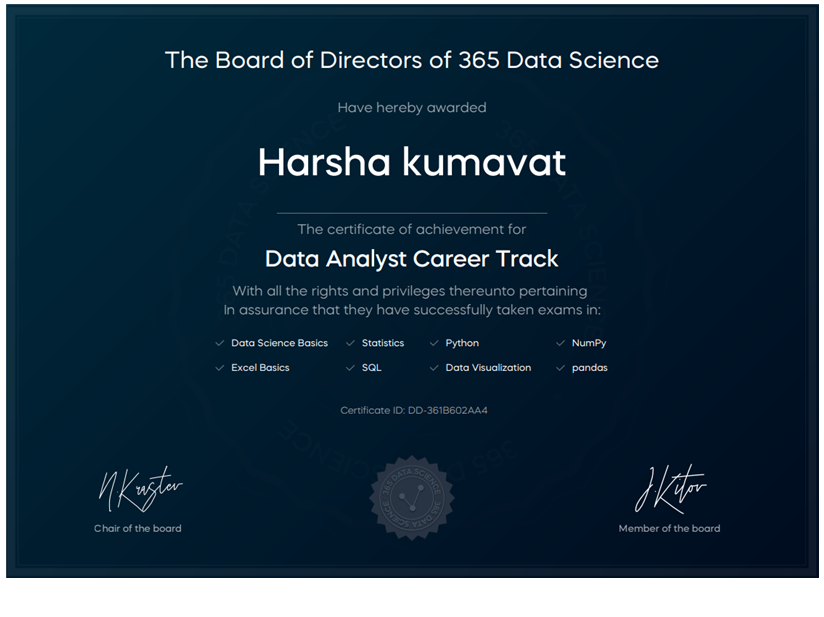 The Board of Directors of 365 Data Science
Have hereby awarded
Harsha kumavat
The certificate of achievement for
Data Analyst Career Track
With all the rights and privileges thereunto pertaining
In assurance that they have successfully taken exams in:
Data Science Basics Statistics Python NumPy
Excel Basics SQL Data Visualization pandas
Certificate ID: DD-361B602AA4
N.Krastev
J.Kitov
Chair of the board
Member of the board
365 DATA SCIENCE
365 DATA SCIENCE